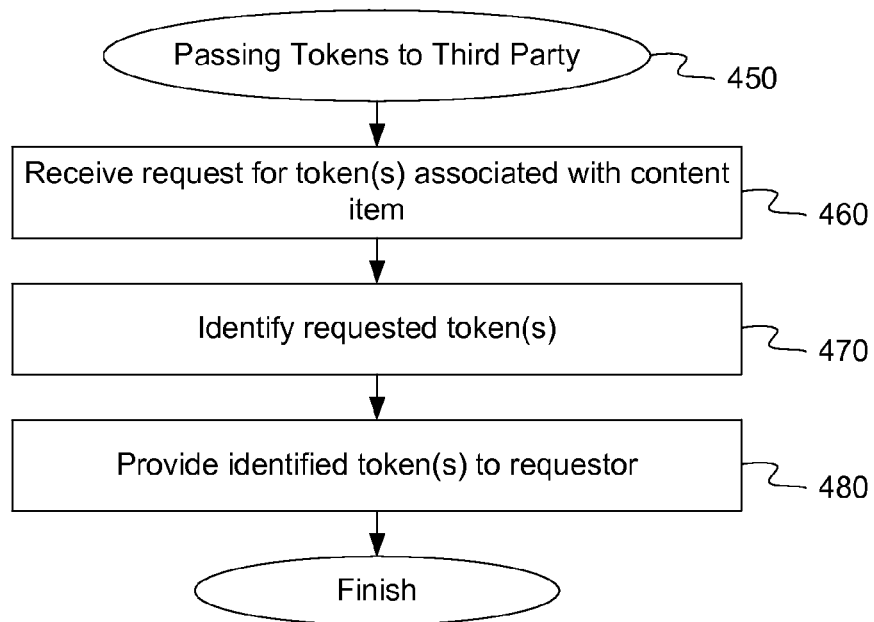 Passing Tokens to Third Party
450
Receive request for token(s) associated with content
item
460
Identify requested token(s)
470
Provide identified token(s) to requestor
480
Finish